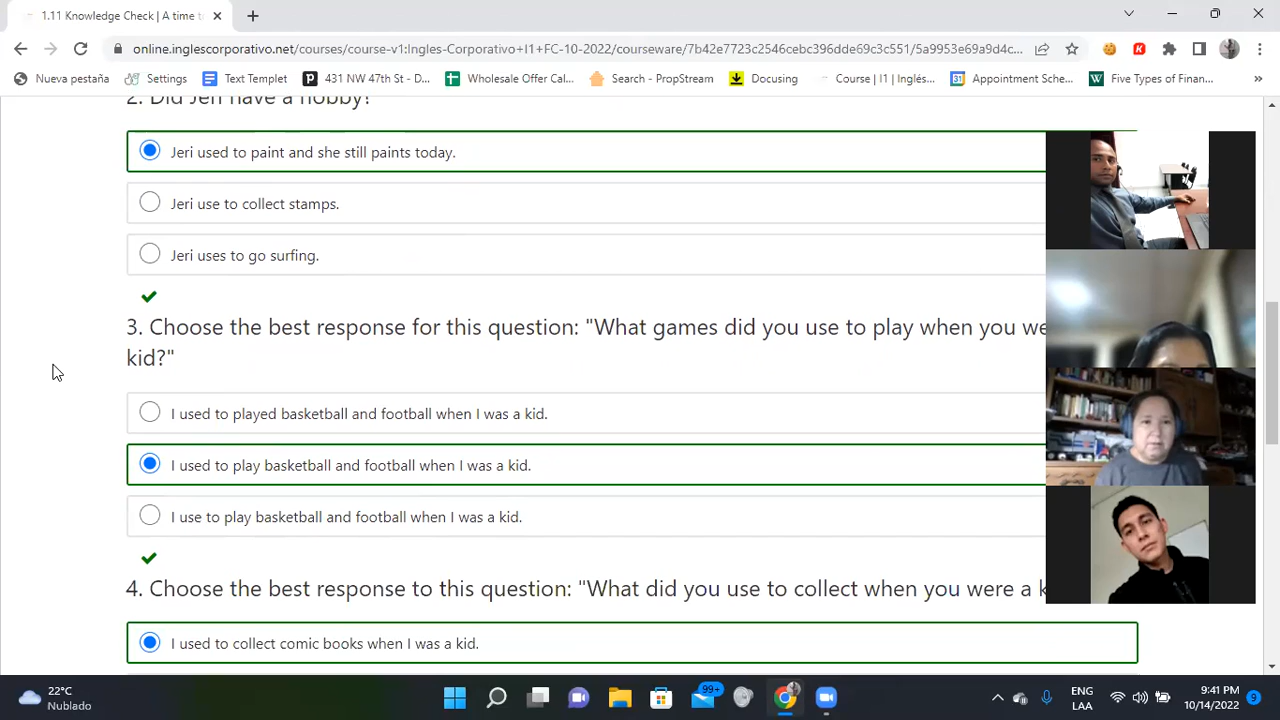 1.11 Knowledge Check | A time t
online.inglescorporativo.net/courses/course-v1:Ingles-Corporativo+I1+FC-10-2022/courseware/7b42e7723c2546cebc396dde69c3c551/5a9953e69a9d4c...
Nueva pestaña
Settings
Text Templet
431 NW 47th St - D...
Wholesale Offer Cal...
Search - PropStream
Docusing
Course | I1 | Inglés...
Appointment Sche...
Five Types of Finan...
»
2. Did Jeri have a hobby?
Jeri used to paint and she still paints today.
Jeri use to collect stamps.
Jeri uses to go surfing.
3. Choose the best response for this question: "What games did you use to play when you we
kid?"
I used to played basketball and football when I was a kid.
I used to play basketball and football when I was a kid.
I use to play basketball and football when I was a kid.
4. Choose the best response to this question: "What did you use to collect when you were a k
I used to collect comic books when I was a kid.
22°C
Nublado
99+
ENG
LAA
9:41 PM
10/14/2022
9